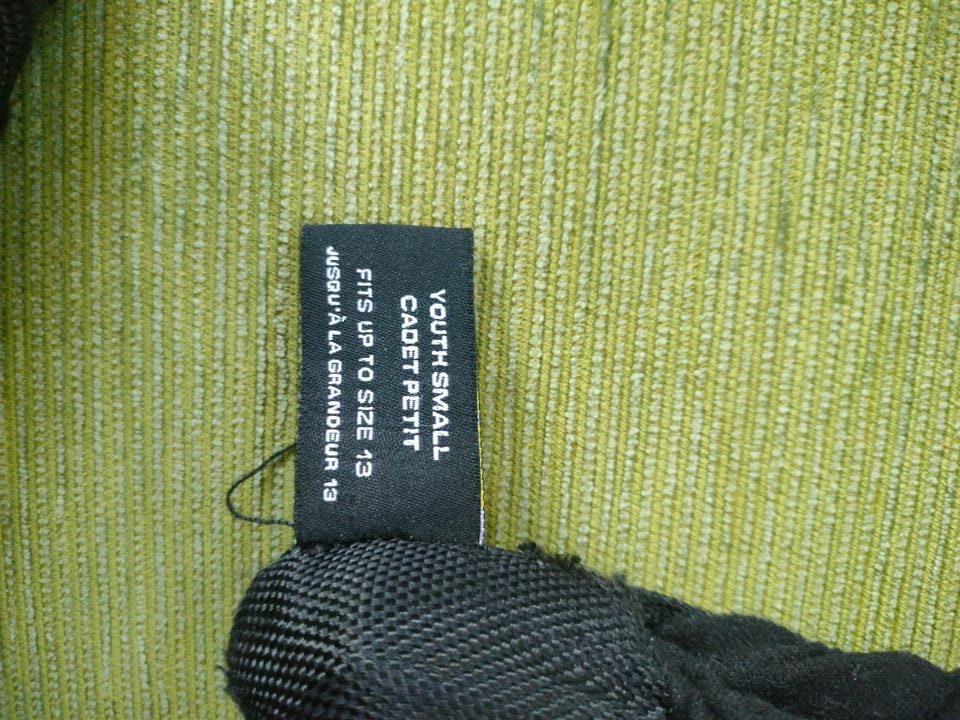 YOUTH SMALL
CADET PETIT
FITS UP TO SIZE 13
JUSQU'À LA GRANDEUR 13